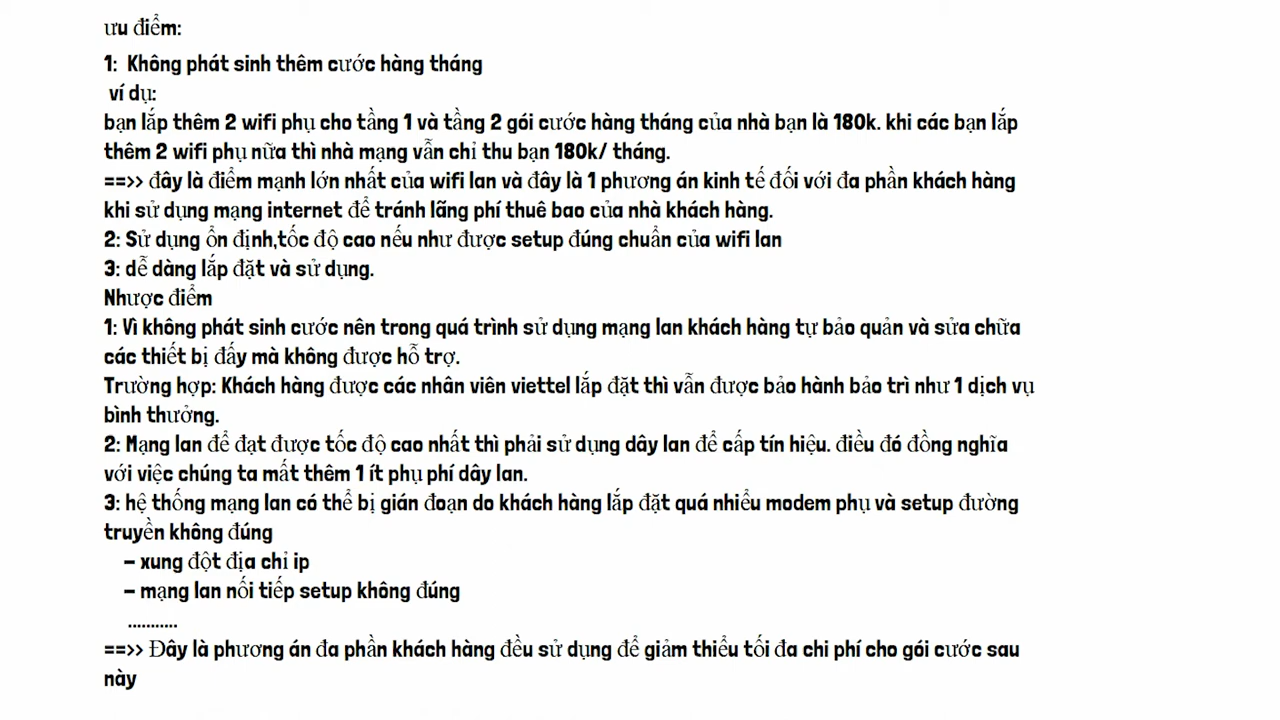 ưu điểm:
1: Không phát sinh thêm cước hàng tháng
ví dụ:
bạn lắp thêm 2 wifi phụ cho tầng 1 và tầng 2 gói cước hàng tháng của nhà bạn là 180k. khi các bạn lắp
thêm 2 wifi phụ nữa thì nhà mạng vẫn chỉ thu bạn 180k/ tháng.
==>> đây là điểm mạnh lớn nhất của wifi lan và đây là 1 phương án kinh tế đối với đa phần khách hàng
khi sử dụng mạng internet để tránh lãng phí thuê bao của nhà khách hàng.
2: Sử dụng ổn định,tốc độ cao nếu như được setup đúng chuẩn của wifi lan
3: dễ dàng lắp đặt và sử dụng.
Nhược điểm
1: Vì không phát sinh cước nên trong quá trình sử dụng mạng lan khách hàng tự bảo quản và sửa chữa
các thiết bị đấy mà không được hỗ trợ.
Trường hợp: Khách hàng được các nhân viên viettel lắp đặt thì vẫn được bảo hành bảo trì như 1 dịch vụ
bình thưởng.
2: Mạng lan để đạt được tốc độ cao nhất thì phải sử dụng dây lan để cấp tín hiệu. điều đó đồng nghĩa
với việc chúng ta mất thêm 1 ít phụ phí dây lan.
3: hệ thống mạng lan có thể bị gián đoạn do khách hàng lắp đặt quá nhiều modem phụ và setup đường
truyền không đúng
– xung đột địa chỉ ip
– mạng lan nối tiếp setup không đúng
...........
==>> Đây là phương án đa phần khách hàng đều sử dụng để giảm thiểu tối đa chi phí cho gói cước sau
này